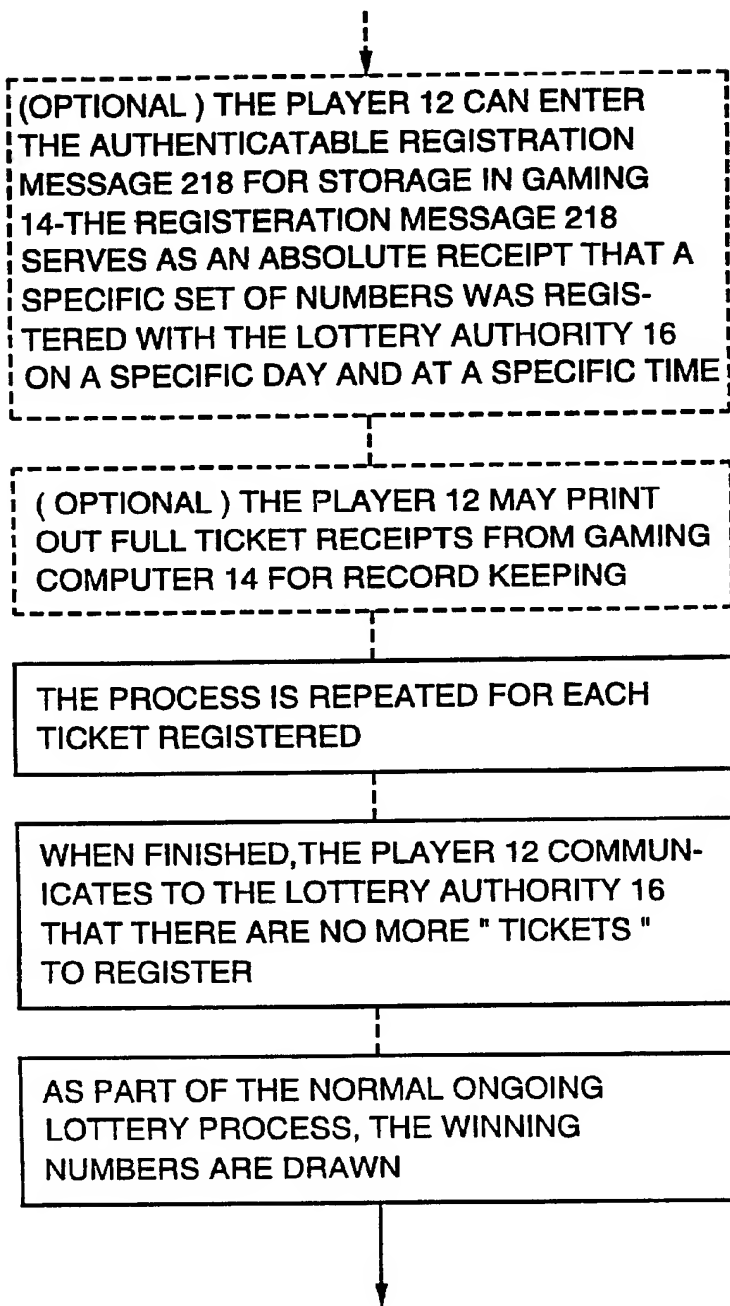 (OPTIONAL ) THE PLAYER 12 CAN ENTER
THE AUTHENTICATABLE REGISTRATION
MESSAGE 218 FOR STORAGE IN GAMING
14-THE REGISTERATION MESSAGE 218
SERVES AS AN ABSOLUTE RECEIPT THAT A
SPECIFIC SET OF NUMBERS WAS REGIS-
TERED WITH THE LOTTERY AUTHORITY 16
ON A SPECIFIC DAY AND AT A SPECIFIC TIME
( OPTIONAL ) THE PLAYER 12 MAY PRINT
OUT FULL TICKET RECEIPTS FROM GAMING
COMPUTER 14 FOR RECORD KEEPING
THE PROCESS IS REPEATED FOR EACH
TICKET REGISTERED
WHEN FINISHED,THE PLAYER 12 COMMUN-
ICATES TO THE LOTTERY AUTHORITY 16
THAT THERE ARE NO MORE " TICKETS "
TO REGISTER
AS PART OF THE NORMAL ONGOING
LOTTERY PROCESS, THE WINNING
NUMBERS ARE DRAWN